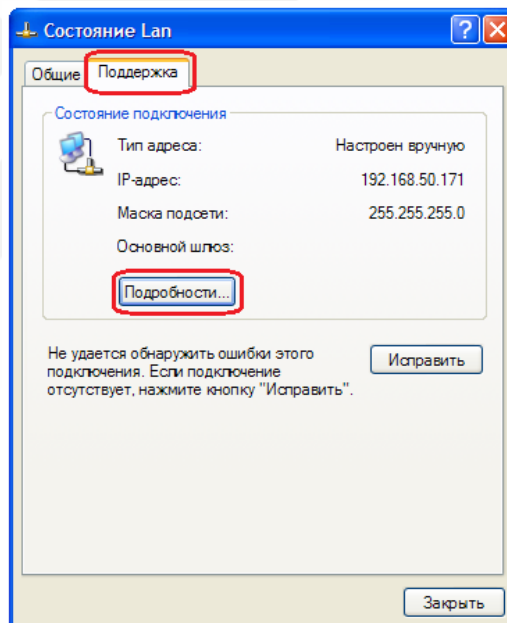 Состояние Lan
Общие Поддержка
Состояние подключения
Тип адреса: Настроен вручную
IP-адрес: 192.168.50.171
Маска подсети: 255.255.255.0
Основной шлюз:
Подробности...
Не удается обнаружить ошибки этого
подключения. Если подключение
отсутствует, нажмите кнопку "Исправить".
Исправить
Закрыть